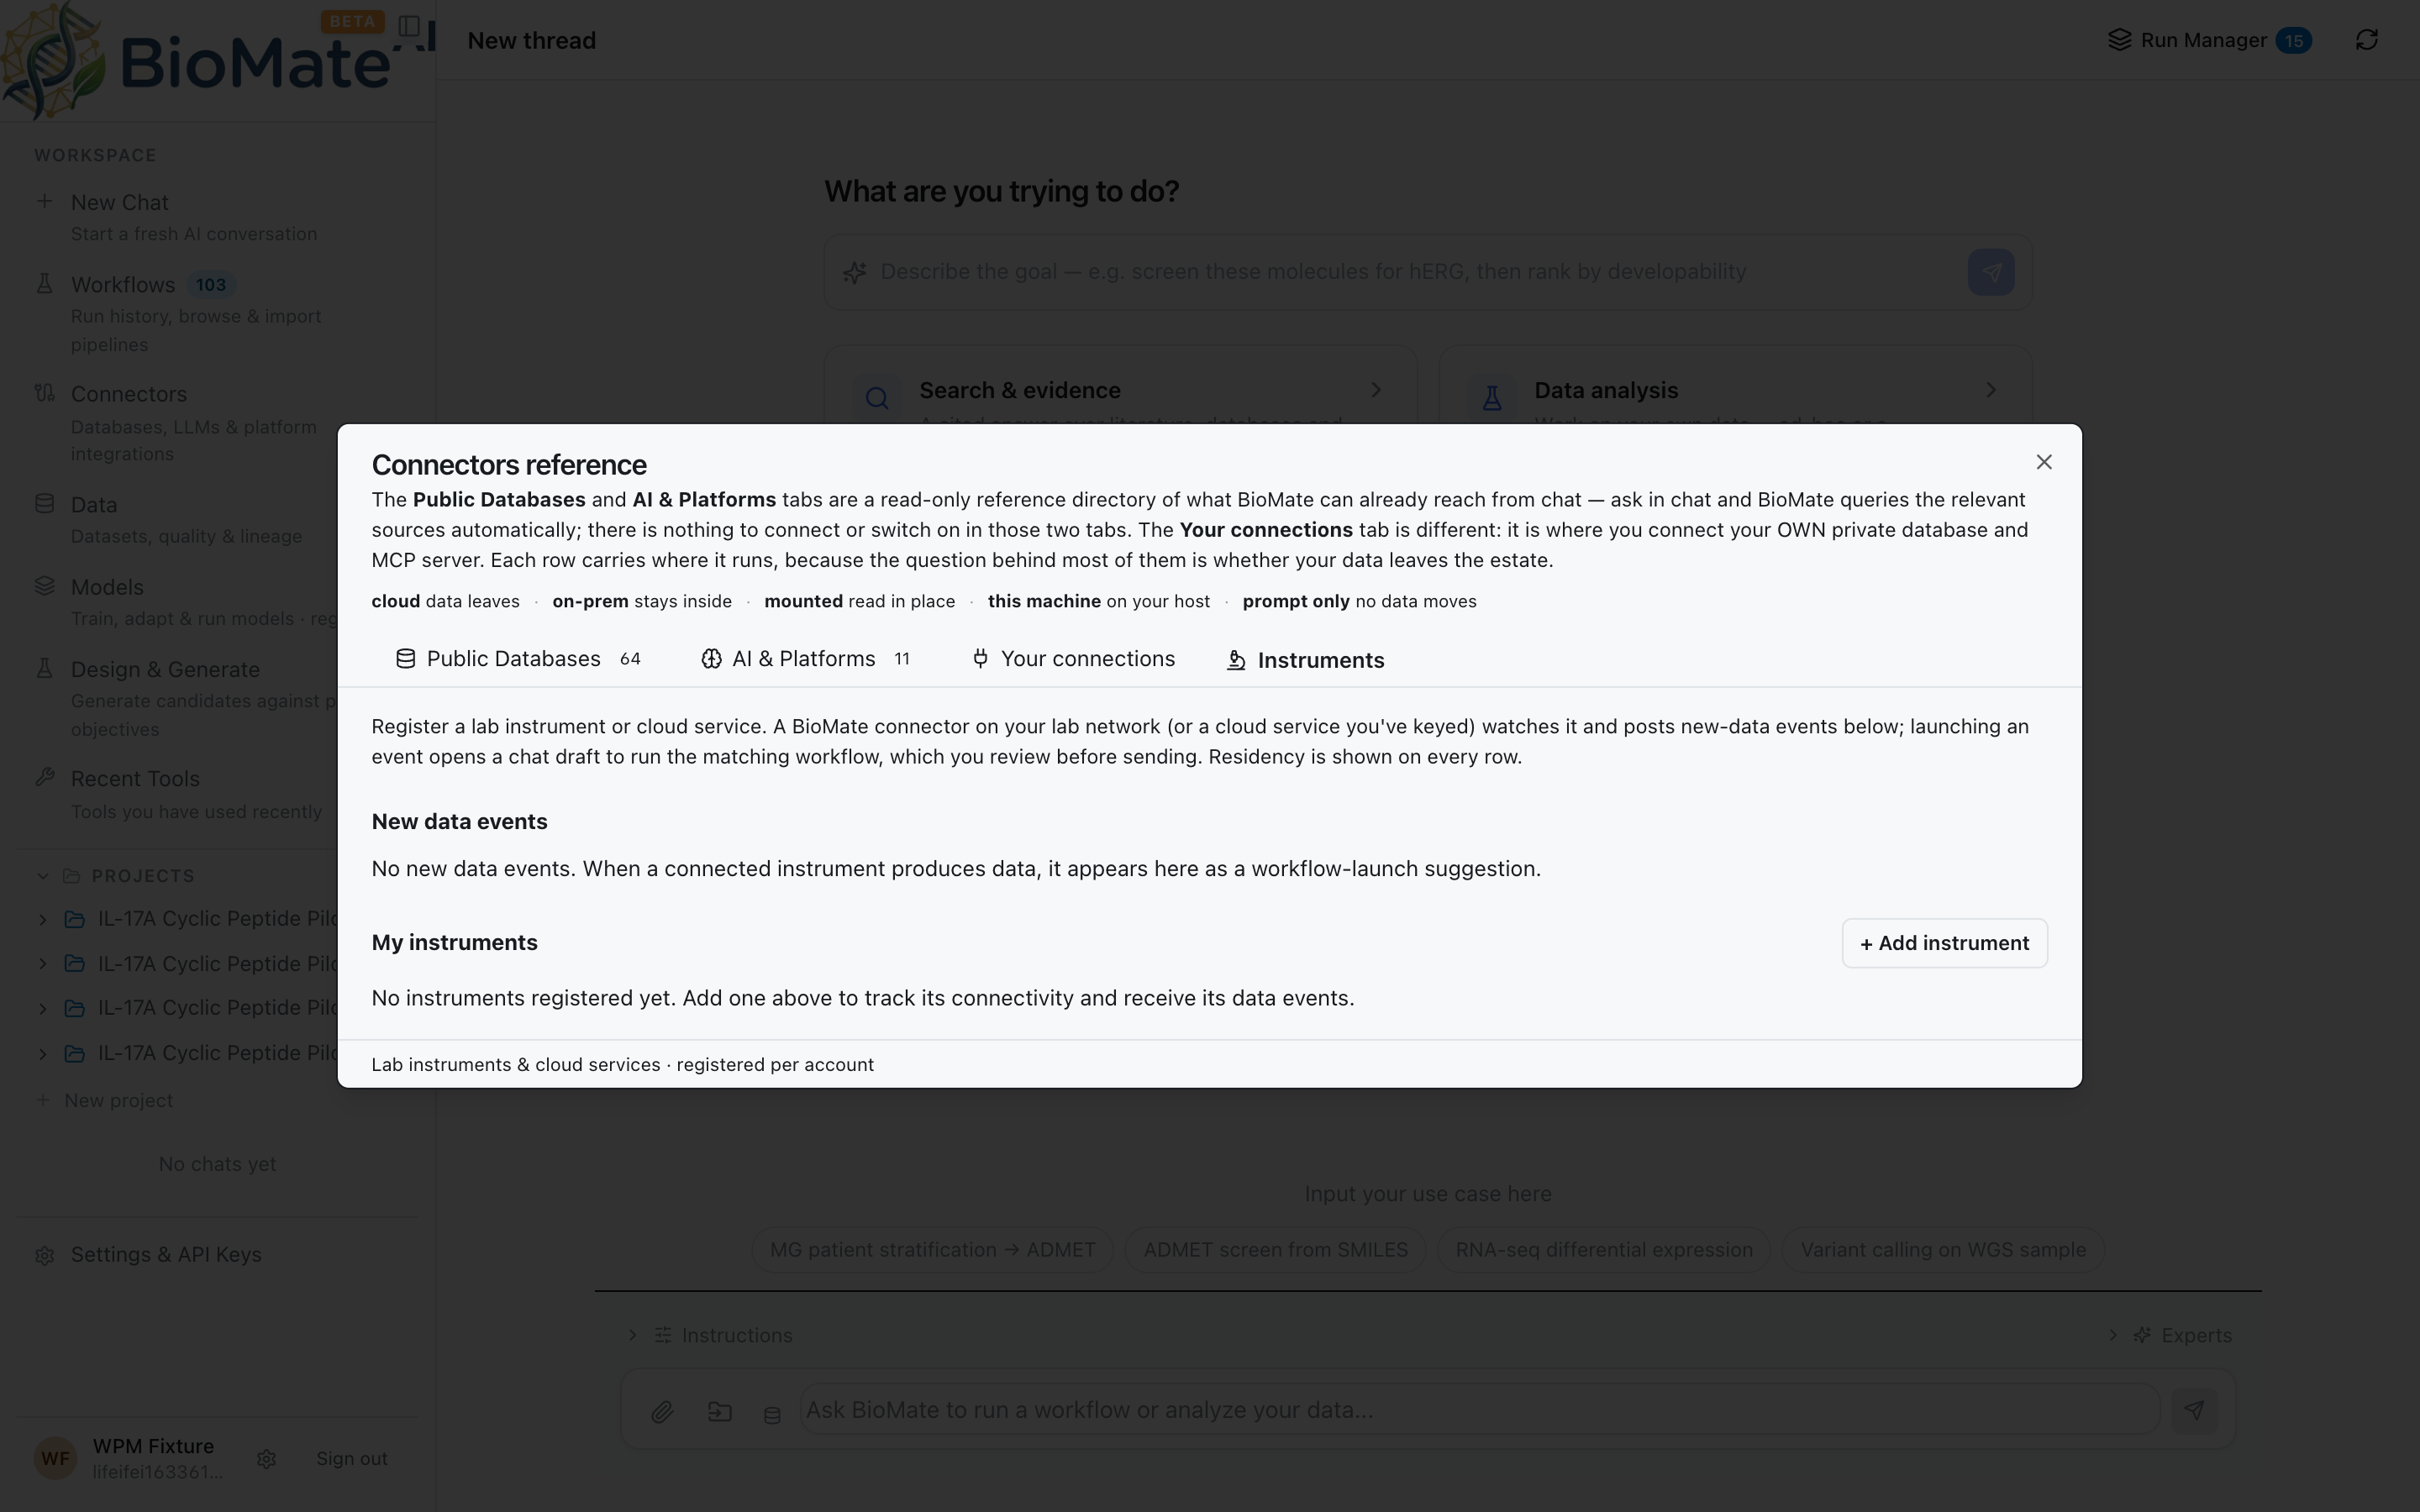 BioMate
BETA
New thread
Run Manager 15
WORKSPACE
New Chat
Start a fresh AI conversation
Workflows 103
Run history, browse & import
pipelines
Connectors
Databases, LLMs & platform
integrations
Data
Datasets, quality & lineage
Models
Train, adapt & run models · reg
Design & Generate
Generate candidates against p
objectives
Recent Tools
Tools you have used recently
PROJECTS
IL-17A Cyclic Peptide Pilo
IL-17A Cyclic Peptide Pilo
IL-17A Cyclic Peptide Pilo
IL-17A Cyclic Peptide Pilo
New project
No chats yet
Settings & API Keys
WF
WPM Fixture
lifeifei163361...
Sign out
What are you trying to do?
Describe the goal — e.g. screen these molecules for hERG, then rank by developability
Search & evidence
Data analysis
Connectors reference
The Public Databases and AI & Platforms tabs are a read-only reference directory of what BioMate can already reach from chat — ask in chat and BioMate queries the relevant
sources automatically; there is nothing to connect or switch on in those two tabs. The Your connections tab is different: it is where you connect your OWN private database and
MCP server. Each row carries where it runs, because the question behind most of them is whether your data leaves the estate.
cloud data leaves · on-prem stays inside · mounted read in place · this machine on your host · prompt only no data moves
Public Databases 64
AI & Platforms 11
Your connections
Instruments
Register a lab instrument or cloud service. A BioMate connector on your lab network (or a cloud service you've keyed) watches it and posts new-data events below; launching an
event opens a chat draft to run the matching workflow, which you review before sending. Residency is shown on every row.
New data events
No new data events. When a connected instrument produces data, it appears here as a workflow-launch suggestion.
My instruments
+ Add instrument
No instruments registered yet. Add one above to track its connectivity and receive its data events.
Lab instruments & cloud services · registered per account
Input your use case here
MG patient stratification → ADMET
ADMET screen from SMILES
RNA-seq differential expression
Variant calling on WGS sample
Instructions
Experts
Ask BioMate to run a workflow or analyze your data...